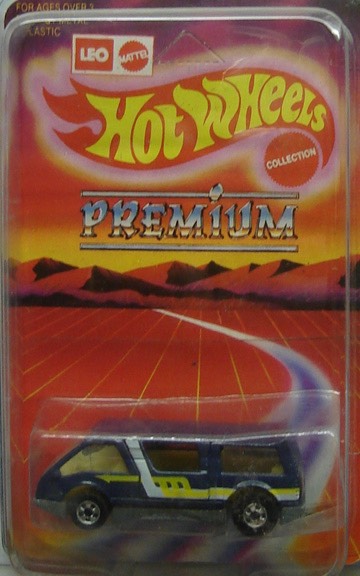 FOR AGES OVER 3
LEO MATTEL
HOT WHEELS
COLLECTION
PREMIUM